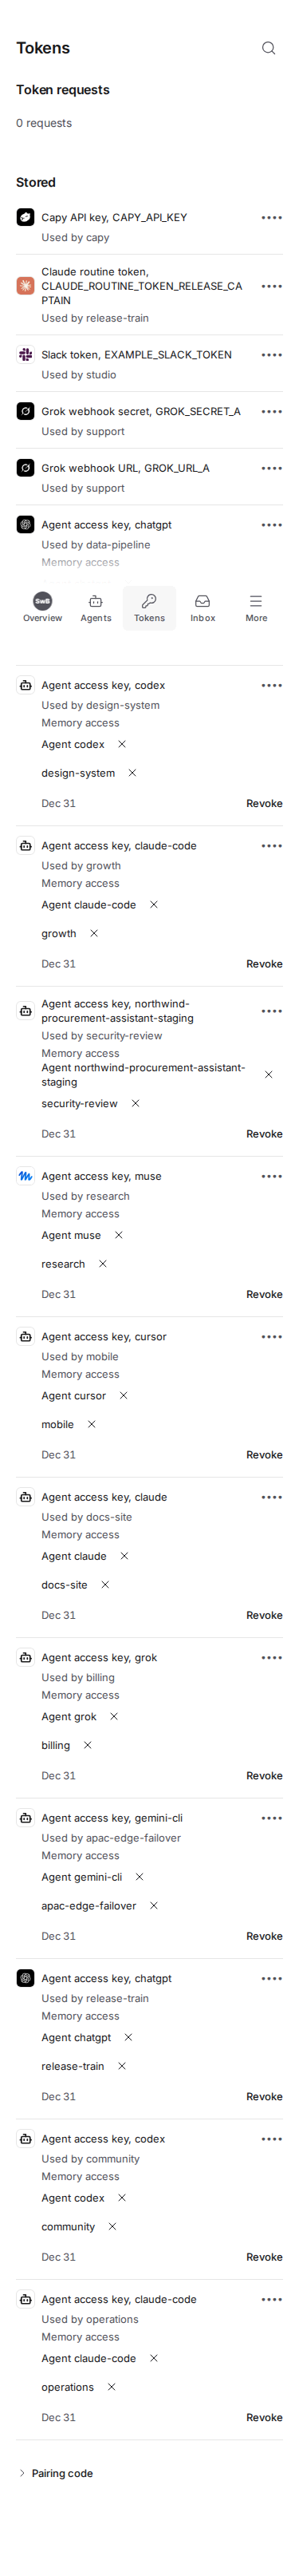 Tokens
Token requests
0 requests
Stored
Capy API key, CAPY_API_KEY
••••
Used by capy
Claude routine token,
CLAUDE_ROUTINE_TOKEN_RELEASE_CA
PTAIN
••••
Used by release-train
Slack token, EXAMPLE_SLACK_TOKEN
••••
Used by studio
Grok webhook secret, GROK_SECRET_A
••••
Used by support
Grok webhook URL, GROK_URL_A
••••
Used by support
Agent access key, chatgpt
••••
Used by data-pipeline
Memory access
SwB
Overview
Agents
Tokens
Inbox
More
Agent access key, codex
••••
Used by design-system
Memory access
Agent codex
design-system
Dec 31
Revoke
Agent access key, claude-code
••••
Used by growth
Memory access
Agent claude-code
growth
Dec 31
Revoke
Agent access key, northwind-
procurement-assistant-staging
••••
Used by security-review
Memory access
Agent northwind-procurement-assistant-
staging
security-review
Dec 31
Revoke
Agent access key, muse
••••
Used by research
Memory access
Agent muse
research
Dec 31
Revoke
Agent access key, cursor
••••
Used by mobile
Memory access
Agent cursor
mobile
Dec 31
Revoke
Agent access key, claude
••••
Used by docs-site
Memory access
Agent claude
docs-site
Dec 31
Revoke
Agent access key, grok
••••
Used by billing
Memory access
Agent grok
billing
Dec 31
Revoke
Agent access key, gemini-cli
••••
Used by apac-edge-failover
Memory access
Agent gemini-cli
apac-edge-failover
Dec 31
Revoke
Agent access key, chatgpt
••••
Used by release-train
Memory access
Agent chatgpt
release-train
Dec 31
Revoke
Agent access key, codex
••••
Used by community
Memory access
Agent codex
community
Dec 31
Revoke
Agent access key, claude-code
••••
Used by operations
Memory access
Agent claude-code
operations
Dec 31
Revoke
Pairing code